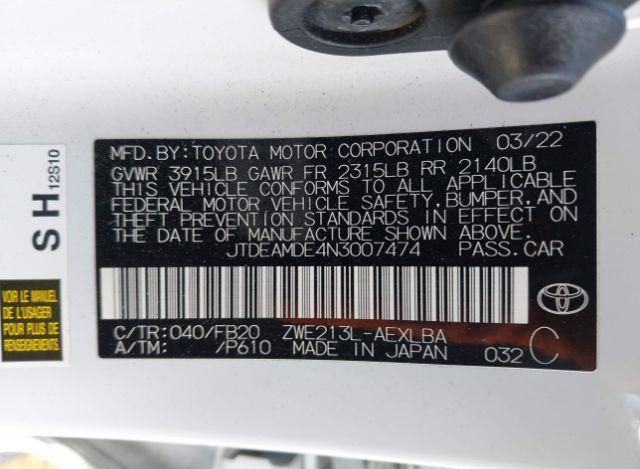 MFD.BY:TOYOTA MOTOR CORPORATION 03/22
GVWR 3915LB GAWR FR 2315LB RR 2140LB
THIS VEHICLE CONFORMS TO ALL APPLICABLE
FEDERAL MOTOR VEHICLE SAFETY,BUMPER,AND
THEFT PREVENTION STANDARDS IN EFFECT ON
THE DATE OF MANUFACTURE SHOWN ABOVE.
JTDEAMDE4N3007474 PASS.CAR
C/TR:040/FB20 ZWE213L-AEXLBA
A/TM: /P610 MADE IN JAPAN 032 C
S H 12S10
VOIR LE MANUEL
DE L'USAGER
POUR PLUS DE